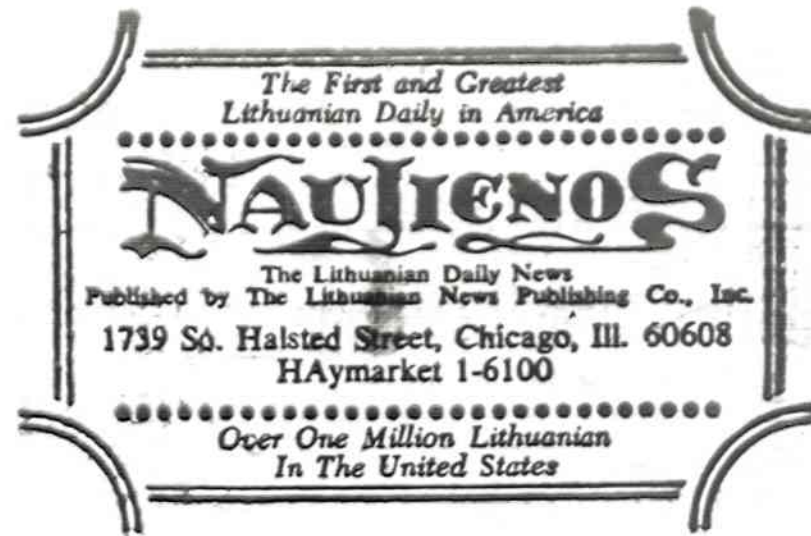 The First and Greatest
Lithuanian Daily in America
NAUJIENOS
The Lithuanian Daily News
Published by The Lithuanian News Publishing Co., Inc.
1739 So. Halsted Street, Chicago, Ill. 60608
HAymarket 1-6100
Over One Million Lithuanian
In The United States